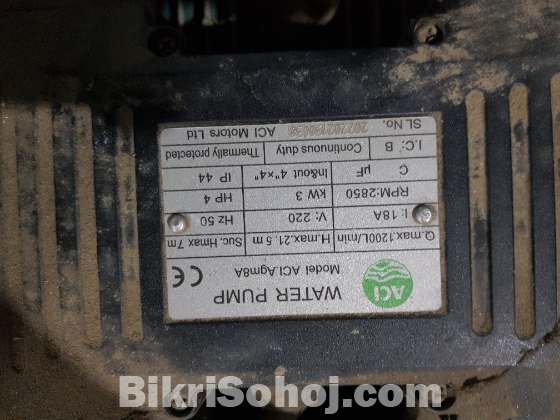 ACI
WATER PUMP
Model ACI.Agm8A
CE
Q.max.1200L/min H.max.21.5m Suc. Hmax 7m
I: 18A V: 220 Hz 50
RPM:2850 kW 3 HP 4
C µF In&out 4"×4" IP 44
I.C: B Continuous duty Thermally protected
SL.No. ACI Motors Ltd
BikriSohoj.com